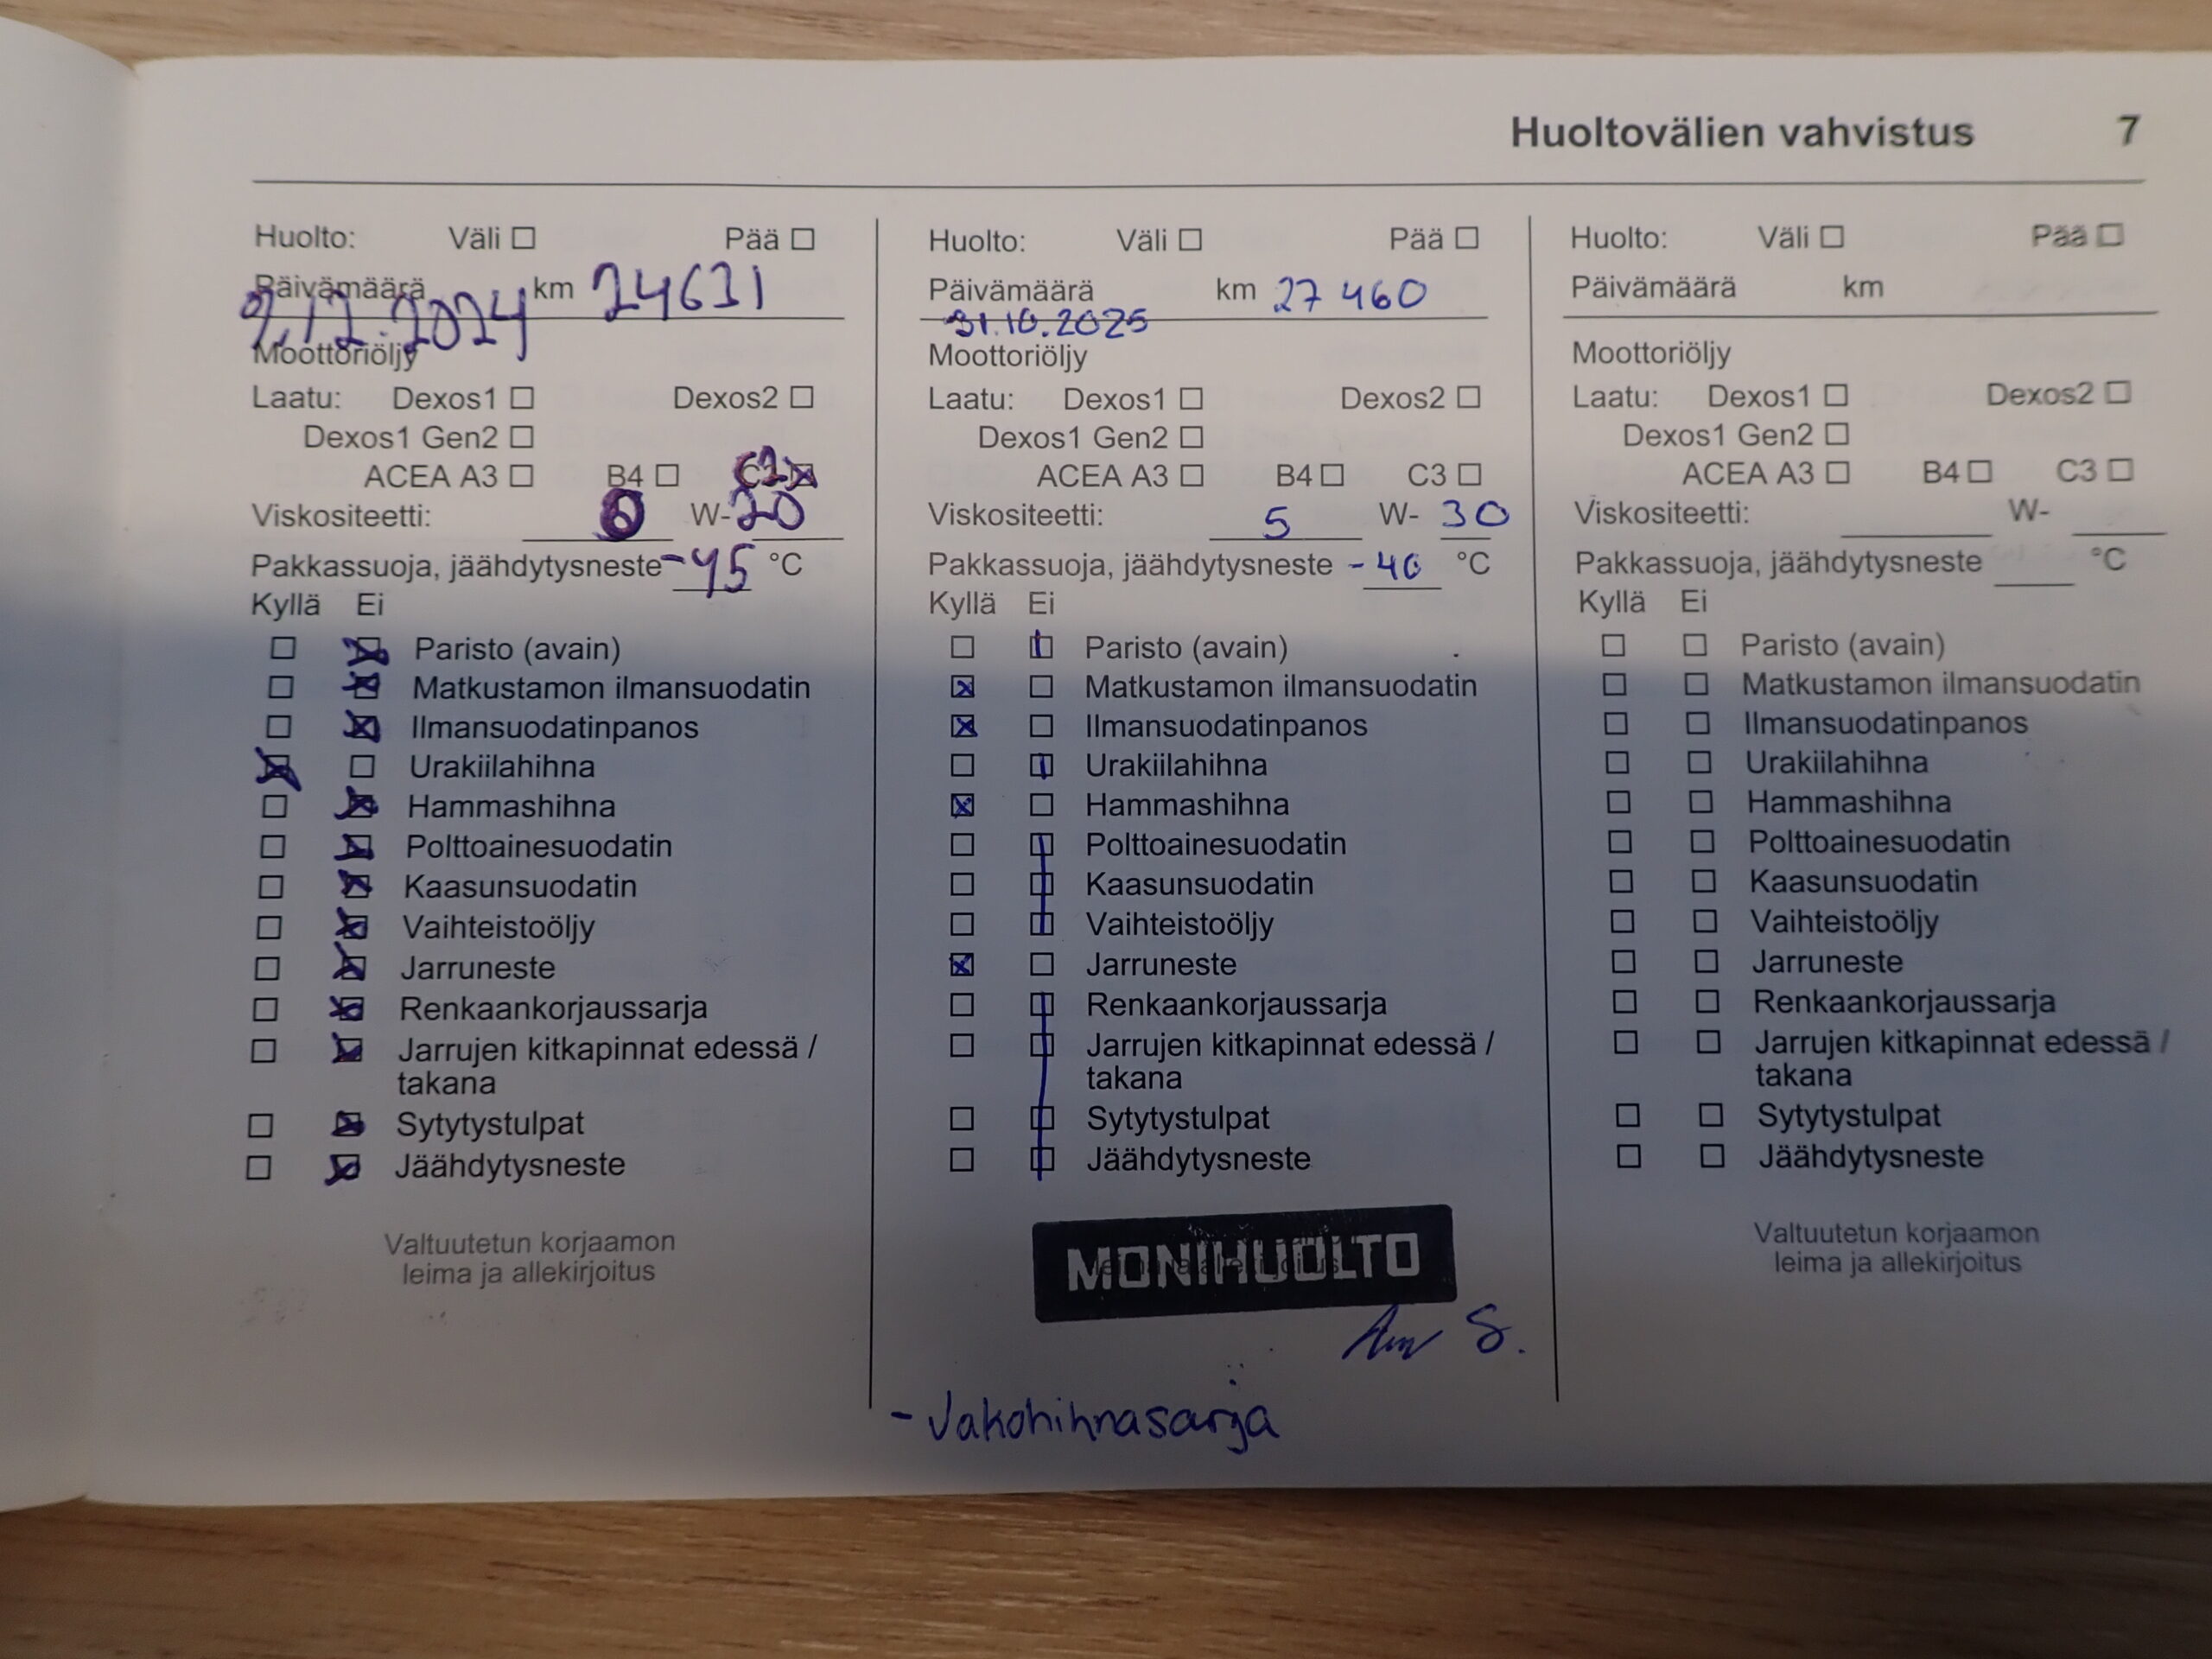 Huoltovälien vahvistus 7
Huolto: Väli Pää
Päivämäärä km 24631
9.12.2024
Moottoriöljy
Laatu: Dexos1 Dexos2
Dexos1 Gen2
ACEA A3 B4
Viskositeetti: 0 W- 20
Pakkassuoja, jäähdytysneste -45 °C
Kyllä Ei
Paristo (avain)
Matkustamon ilmansuodatin
Ilmansuodatinpanos
Urakiilahihna
Hammashihna
Polttoainesuodatin
Kaasunsuodatin
Vaihteistoöljy
Jarruneste
Renkaankorjaussarja
Jarrujen kitkapinnat edessä /
takana
Sytytystulpat
Jäähdytysneste
Valtuutetun korjaamon
leima ja allekirjoitus
Huolto: Väli Pää
Päivämäärä km 27 460
31.10.2025
Moottoriöljy
Laatu: Dexos1 Dexos2
Dexos1 Gen2
ACEA A3 B4 C3
Viskositeetti: 5 W- 30
Pakkassuoja, jäähdytysneste -40 °C
Kyllä Ei
Paristo (avain)
Matkustamon ilmansuodatin
Ilmansuodatinpanos
Urakiilahihna
Hammashihna
Polttoainesuodatin
Kaasunsuodatin
Vaihteistoöljy
Jarruneste
Renkaankorjaussarja
Jarrujen kitkapinnat edessä /
takana
Sytytystulpat
Jäähdytysneste
MONIHUOLTO
S.
- Jakohihnasarja
Huolto: Väli Pää
Päivämäärä km
Moottoriöljy
Laatu: Dexos1 Dexos2
Dexos1 Gen2
ACEA A3 B4 C3
Viskositeetti: W-
Pakkassuoja, jäähdytysneste °C
Kyllä Ei
Paristo (avain)
Matkustamon ilmansuodatin
Ilmansuodatinpanos
Urakiilahihna
Hammashihna
Polttoainesuodatin
Kaasunsuodatin
Vaihteistoöljy
Jarruneste
Renkaankorjaussarja
Jarrujen kitkapinnat edessä /
takana
Sytytystulpat
Jäähdytysneste
Valtuutetun korjaamon
leima ja allekirjoitus